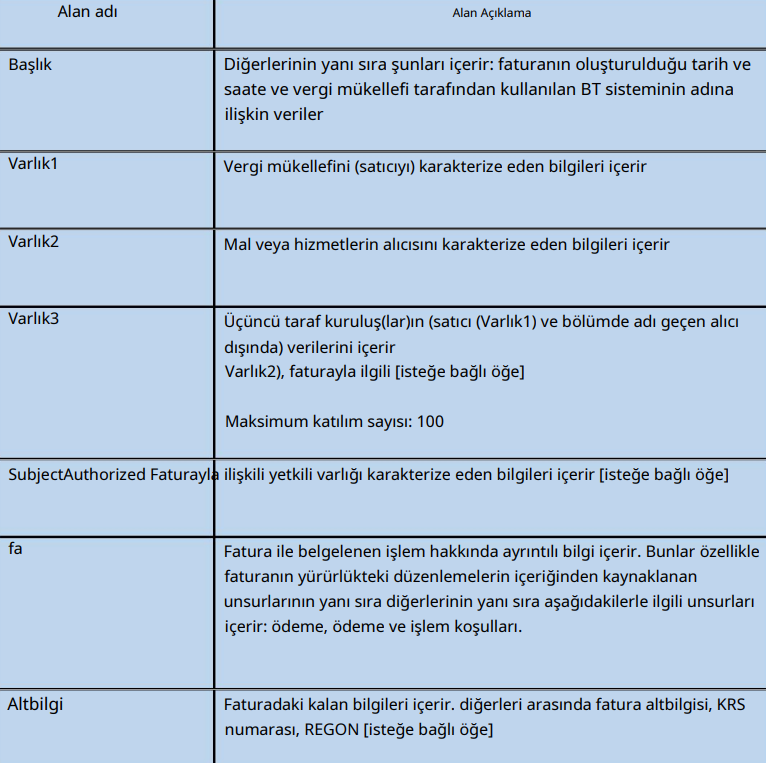 Alan adı
Alan Açıklama
Başlık
Diğerlerinin yanı sıra şunları içerir: faturanın oluşturulduğu tarih ve
saate ve vergi mükellefi tarafından kullanılan BT sisteminin adına
ilişkin veriler
Varlık1
Vergi mükellefini (satıcıyı) karakterize eden bilgileri içerir
Varlık2
Mal veya hizmetlerin alıcısını karakterize eden bilgileri içerir
Varlık3
Üçüncü taraf kuruluş(lar)ın (satıcı (Varlık1) ve bölümde adı geçen alıcı
dışında) verilerini içerir
Varlık2), faturayla ilgili [isteğe bağlı öğe]
Maksimum katılım sayısı: 100
SubjectAuthorized Faturayla ilişkili yetkili varlığı karakterize eden bilgileri içerir [isteğe bağlı öğe]
fa
Fatura ile belgelenen işlem hakkında ayrıntılı bilgi içerir. Bunlar özellikle
faturanın yürürlükteki düzenlemelerin içeriğinden kaynaklanan
unsurlarının yanı sıra diğerlerinin yanı sıra aşağıdakilerle ilgili unsurları
içerir: ödeme, ödeme ve işlem koşulları.
Altbilgi
Faturadaki kalan bilgileri içerir. diğerleri arasında fatura altbilgisi, KRS
numarası, REGON [isteğe bağlı öğe]